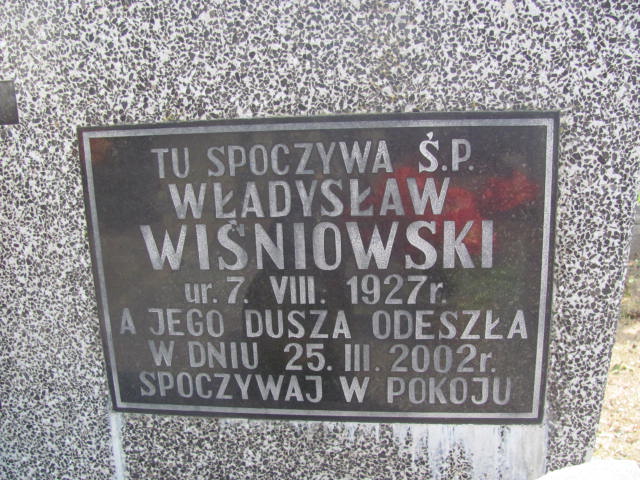 TU SPOCZYWA Ś.P.
WŁADYSŁAW
WIŚNIOWSKI
ur. 7. VIII. 1927r.
A JEGO DUSZA ODESZŁA
W DNIU 25. III. 2002r.
SPOCZYWAJ W POKOJU